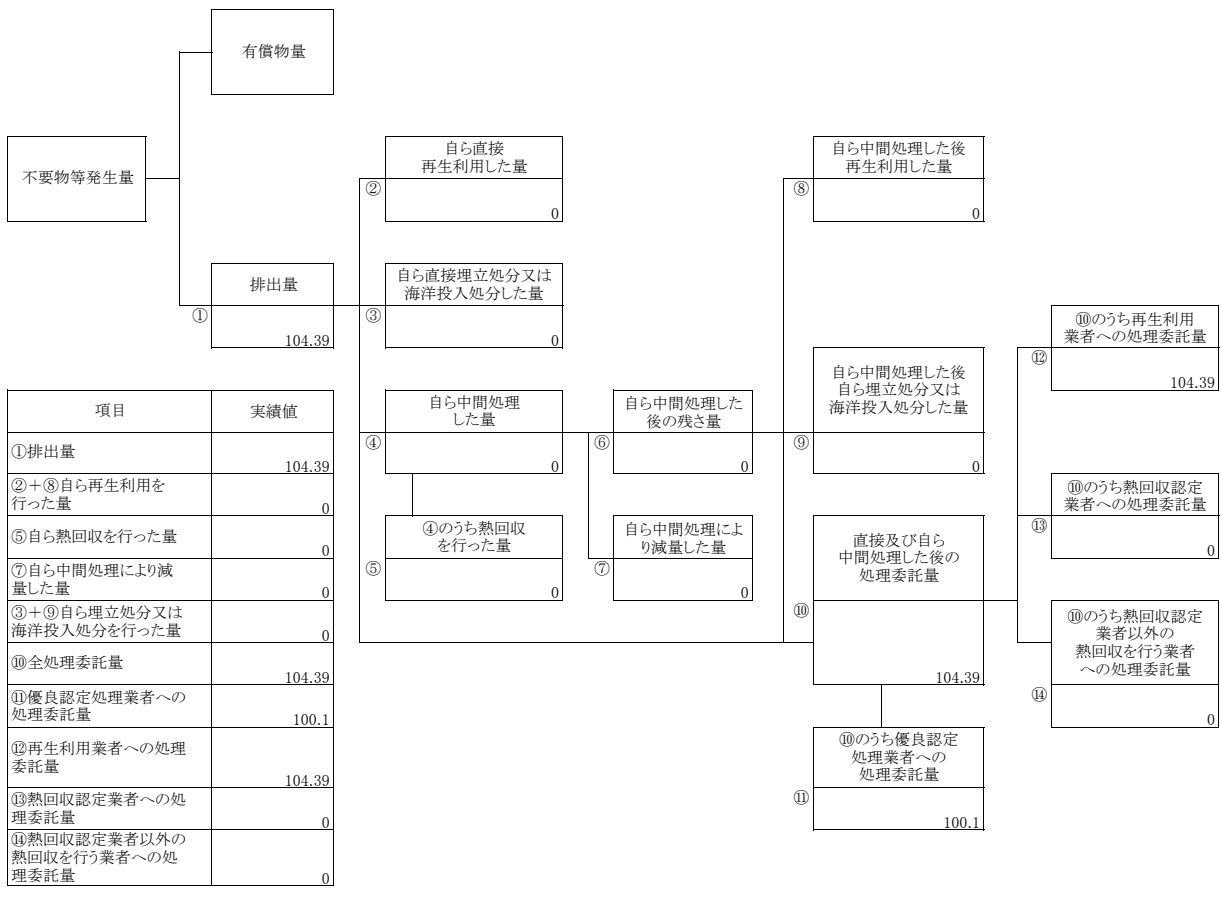 有償物量
不要物等発生量
排出量
①
104.39
自ら直接
再生利用した量
②
0
自ら直接埋立処分又は
海洋投入処分した量
③
0
自ら中間処理
した量
④
0
④のうち熱回収
を行った量
⑤
0
自ら中間処理した
後の残さ量
⑥
0
自ら中間処理によ
り減量した量
⑦
0
自ら中間処理した後
再生利用した量
⑧
0
自ら中間処理した後
自ら埋立処分又は
海洋投入処分した量
⑨
0
直接及び自ら
中間処理した後の
処理委託量
⑩
104.39
⑩のうち優良認定
処理業者への
処理委託量
⑪
100.1
⑩のうち再生利用
業者への処理委託量
⑫
104.39
⑩のうち熱回収認定
業者への処理委託量
⑬
0
⑩のうち熱回収認定
業者以外の
熱回収を行う業者
への処理委託量
⑭
0
項目 実績値
①排出量
104.39
②＋⑧自ら再生利用を
行った量
0
⑤自ら熱回収を行った量
0
⑦自ら中間処理により減
量した量
0
③＋⑨自ら埋立処分又は
海洋投入処分を行った量
0
⑩全処理委託量
104.39
⑪優良認定処理業者への
処理委託量
100.1
⑫再生利用業者への処理
委託量
104.39
⑬熱回収認定業者への処
理委託量
0
⑭熱回収認定業者以外の
熱回収を行う業者への処
理委託量
0